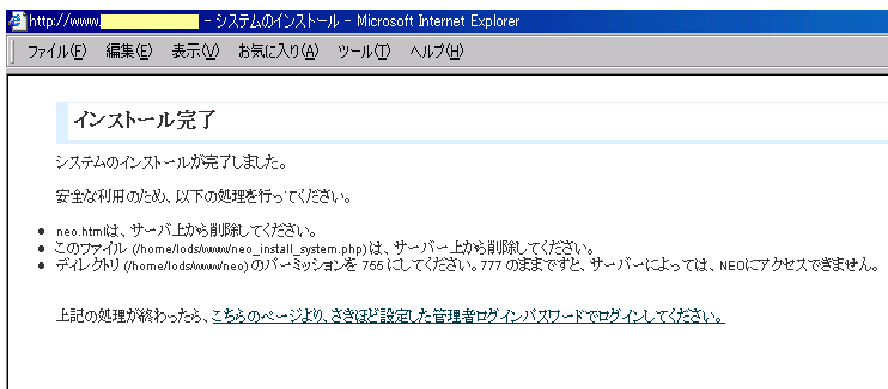 http://www. - システムのインストール - Microsoft Internet Explorer
ファイル(F) 編集(E) 表示(V) お気に入り(A) ツール(T) ヘルプ(H)
インストール完了
システムのインストールが完了しました。
安全な利用のため、以下の処理を行ってください。
● neo.htmlは、サーバ上から削除してください。
● このファイル (/home/lods/www/neo_install_system.php) は、サーバー上から削除してください。
● ディレクトリ (/home/lods/www/neo) のパーミッションを 755 にしてください。777 のままですと、サーバーによっては、NEOにアクセスできません。
上記の処理が終わったら、こちらのページより、さきほど設定した管理者ログインパスワードでログインしてください。